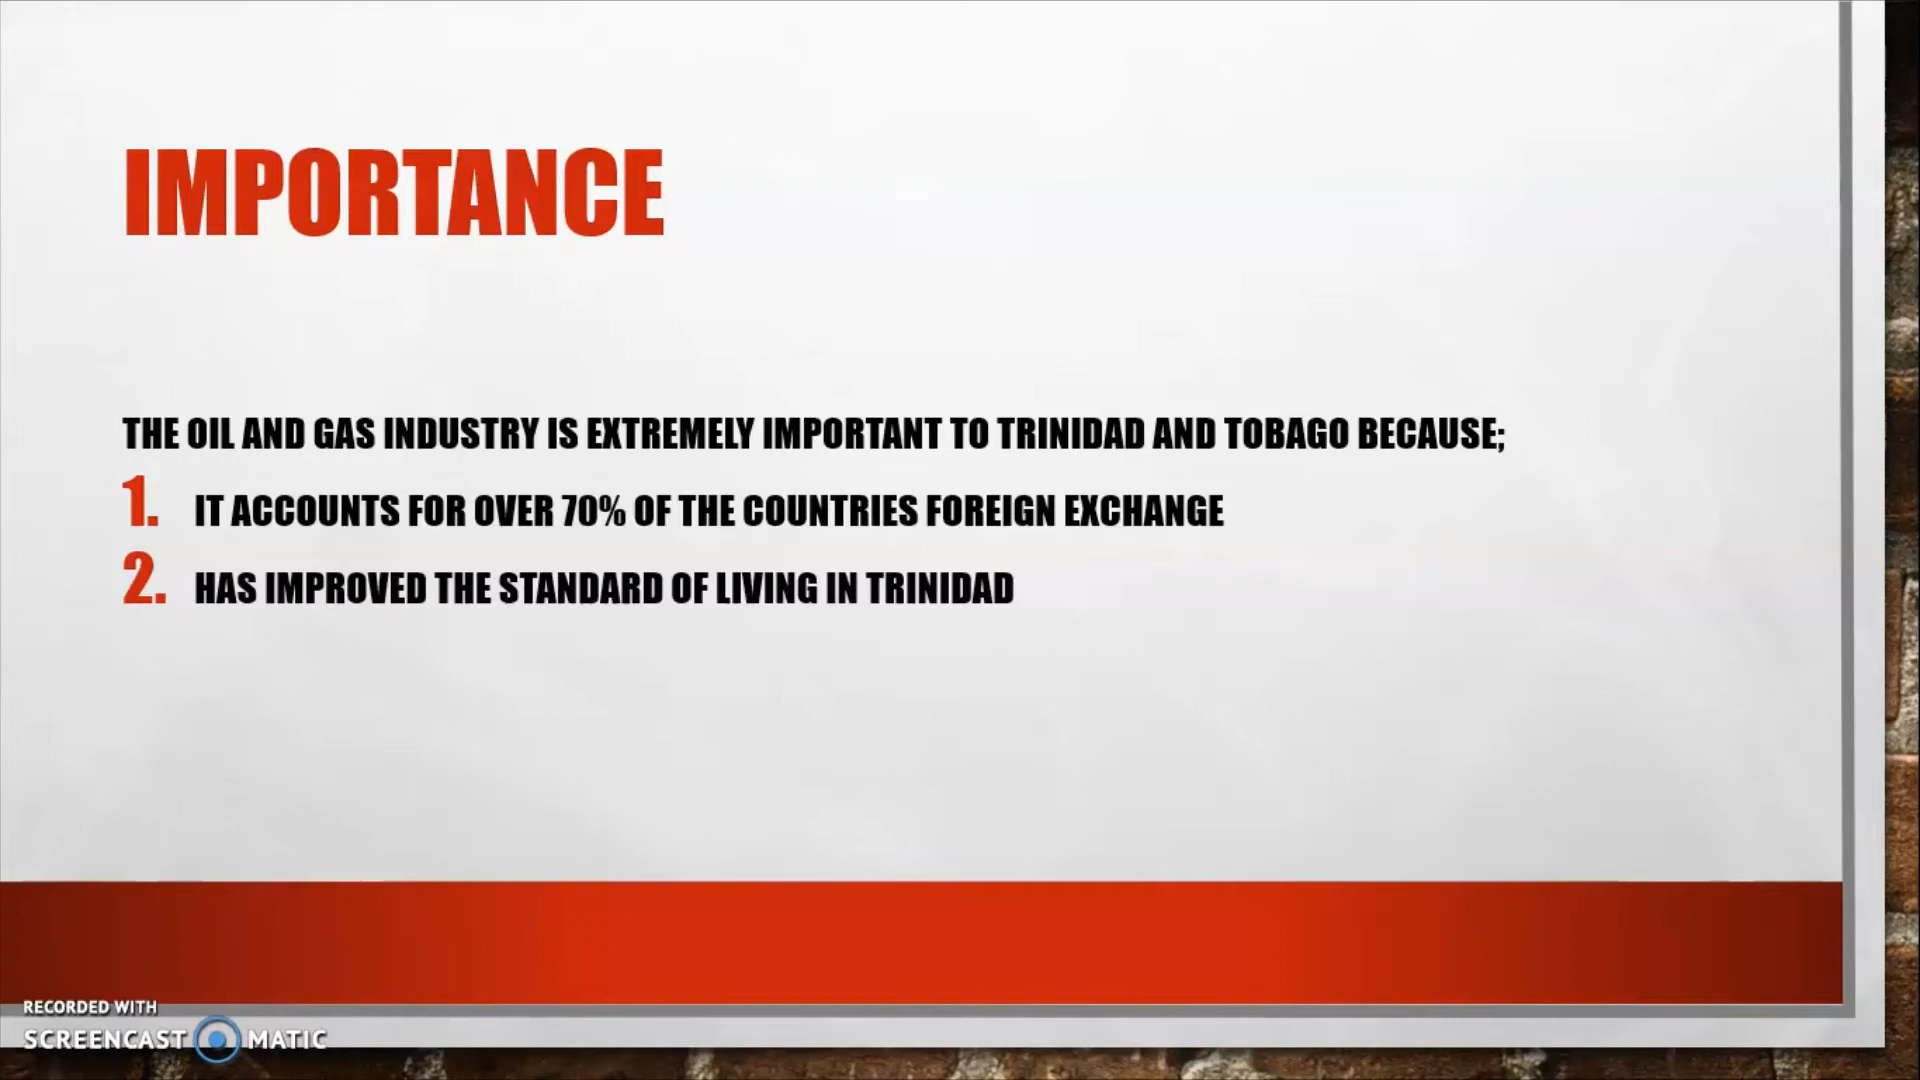 IMPORTANCE
THE OIL AND GAS INDUSTRY IS EXTREMELY IMPORTANT TO TRINIDAD AND TOBAGO BECAUSE;
1. IT ACCOUNTS FOR OVER 70% OF THE COUNTRIES FOREIGN EXCHANGE
2. HAS IMPROVED THE STANDARD OF LIVING IN TRINIDAD
RECORDED WITH
SCREENCAST MATIC